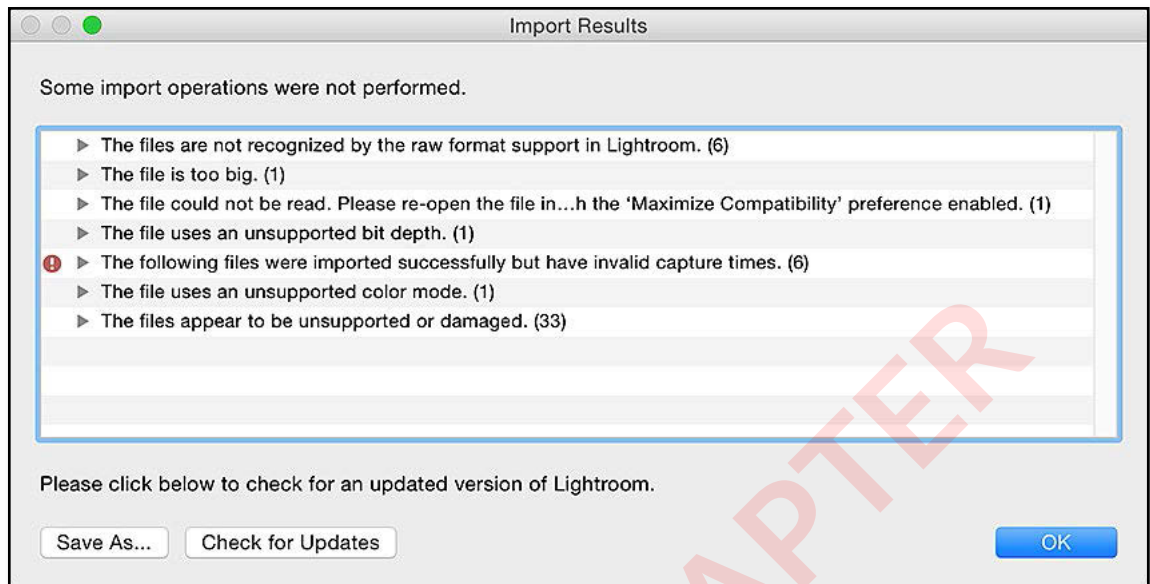 Import Results
Some import operations were not performed.
The files are not recognized by the raw format support in Lightroom. (6)
The file is too big. (1)
The file could not be read. Please re-open the file in…h the ‘Maximize Compatibility’ preference enabled. (1)
The file uses an unsupported bit depth. (1)
The following files were imported successfully but have invalid capture times. (6)
The file uses an unsupported color mode. (1)
The files appear to be unsupported or damaged. (33)
Please click below to check for an updated version of Lightroom.
Save As... Check for Updates OK
APTER